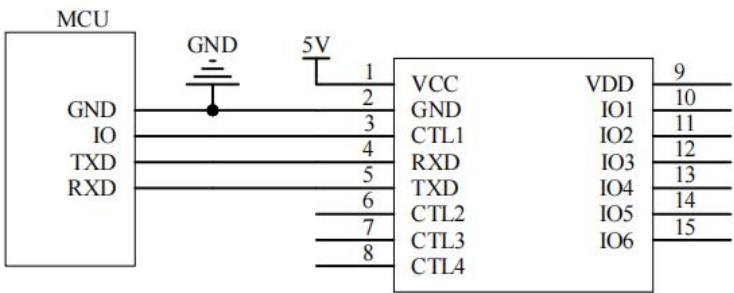 MCU
GND
5V
1 VCC VDD 9
GND 2 GND IO1 10
IO 3 CTL1 IO2 11
TXD 4 RXD IO3 12
RXD 5 TXD IO4 13
6 CTL2 IO5 14
7 CTL3 IO6 15
8 CTL4